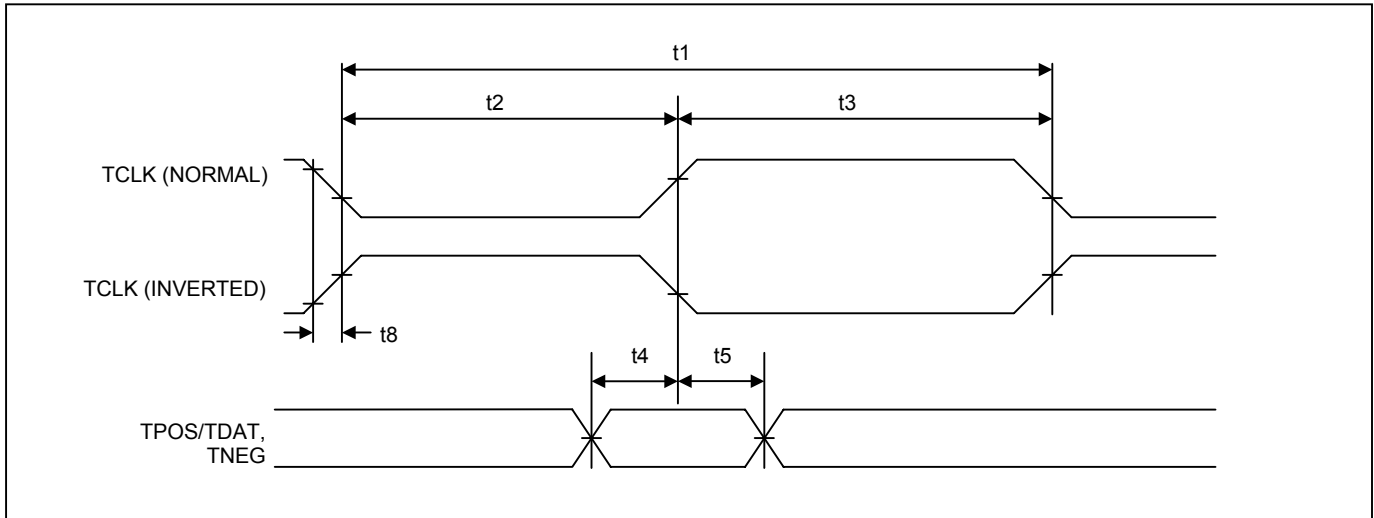 t1
t2
t3
TCLK (NORMAL)
TCLK (INVERTED)
t8
t4
t5
TPOS/TDAT,
TNEG